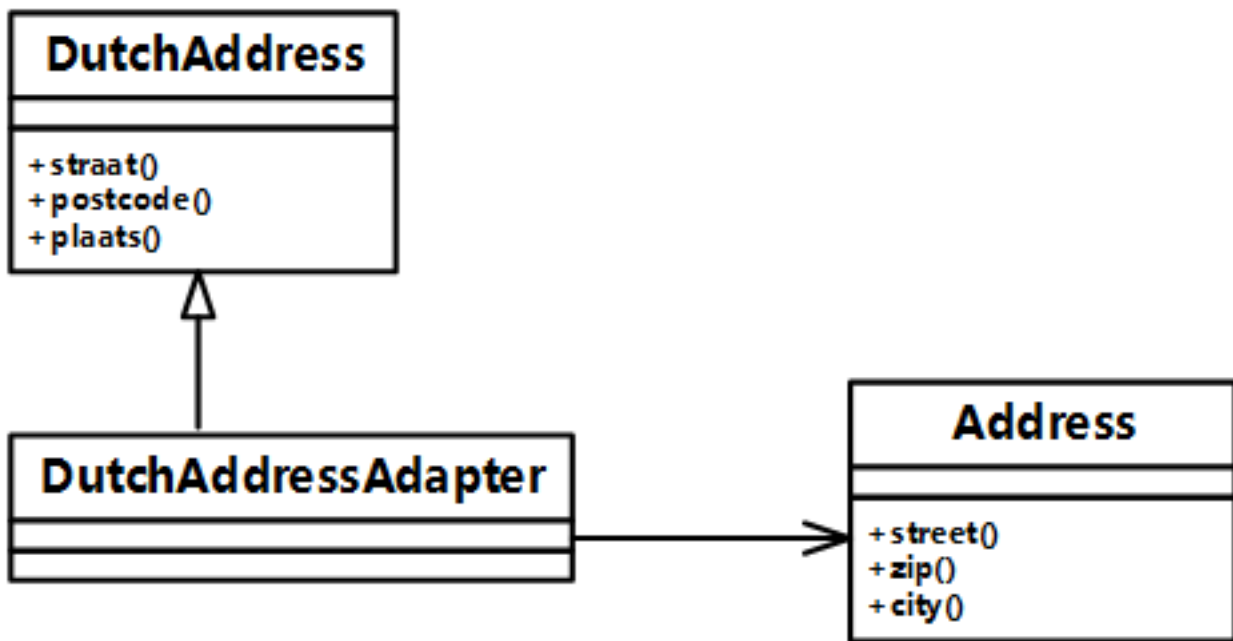 DutchAddress
+ straat()
+ postcode()
+ plaats()
DutchAddressAdapter
Address
+ street()
+ zip()
+ city()